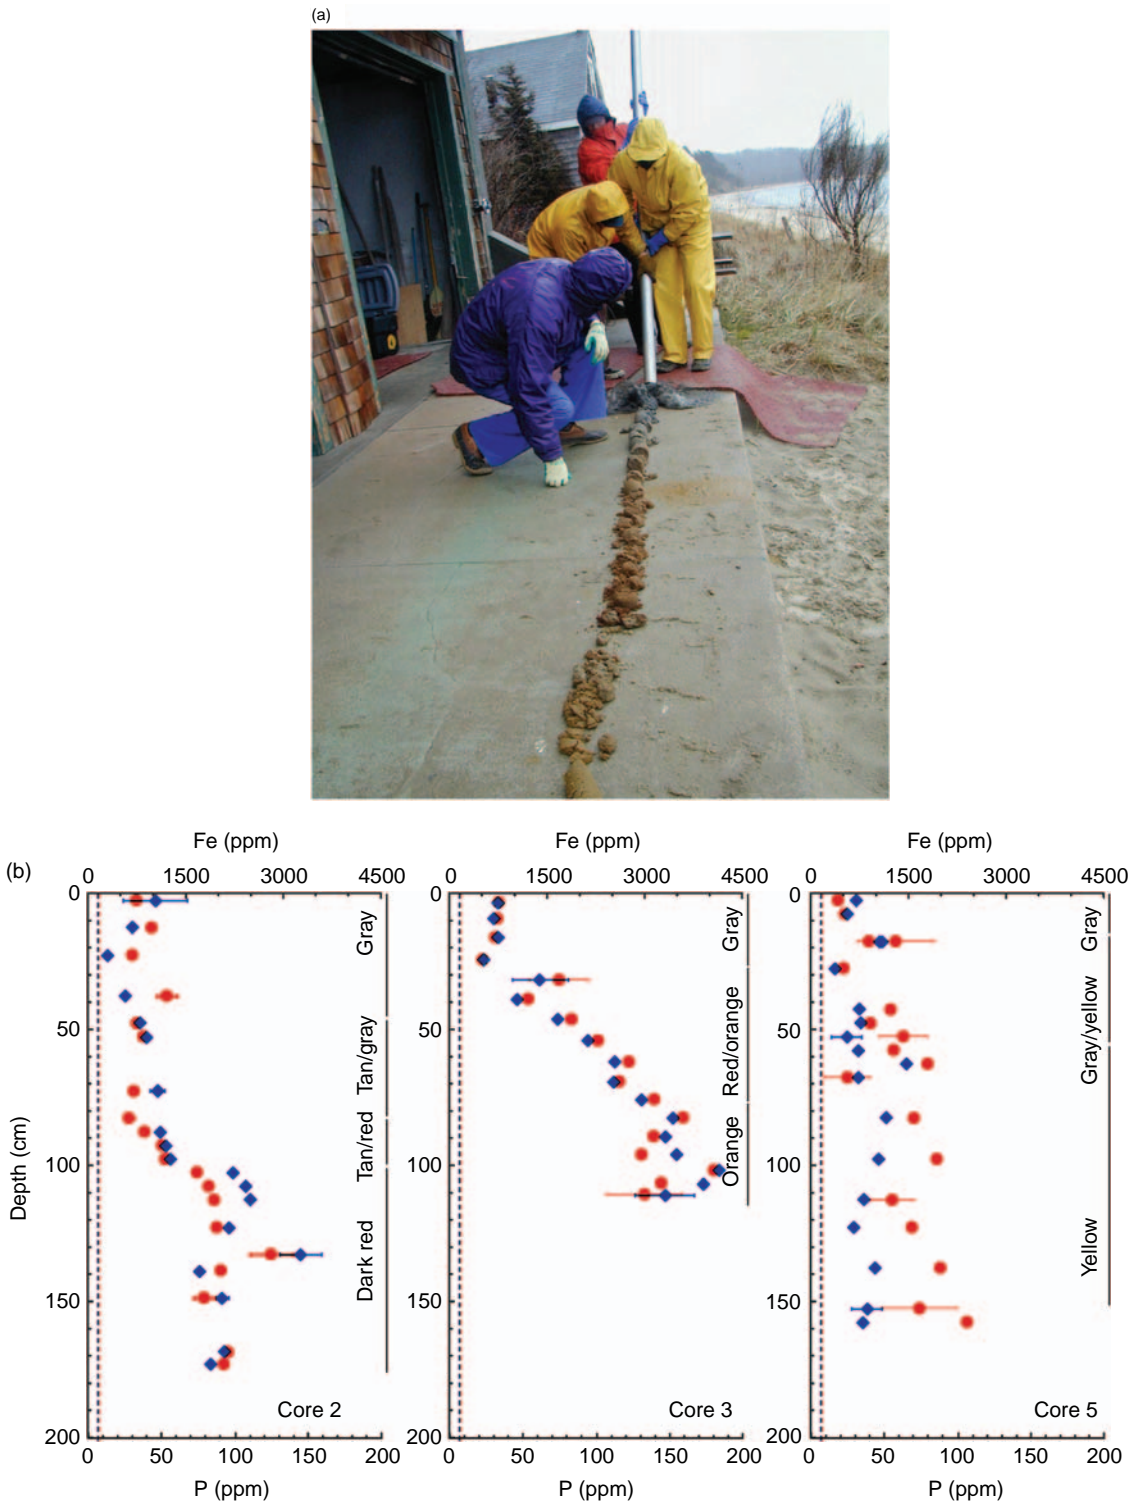 (a)
(b)
Fe (ppm) Fe (ppm) Fe (ppm)
0 1500 3000 4500 0 1500 3000 4500 0 1500 3000 4500
Depth (cm)
0 50 100 150 200
0 50 100 150 200
0 50 100 150 200
Gray
Tan/gray
Tan/red
Dark red
Gray
Red/orange
Orange
Gray
Gray/yellow
Yellow
Core 2 Core 3 Core 5
0 50 100 150 200 0 50 100 150 200 0 50 100 150 200
P (ppm) P (ppm) P (ppm)